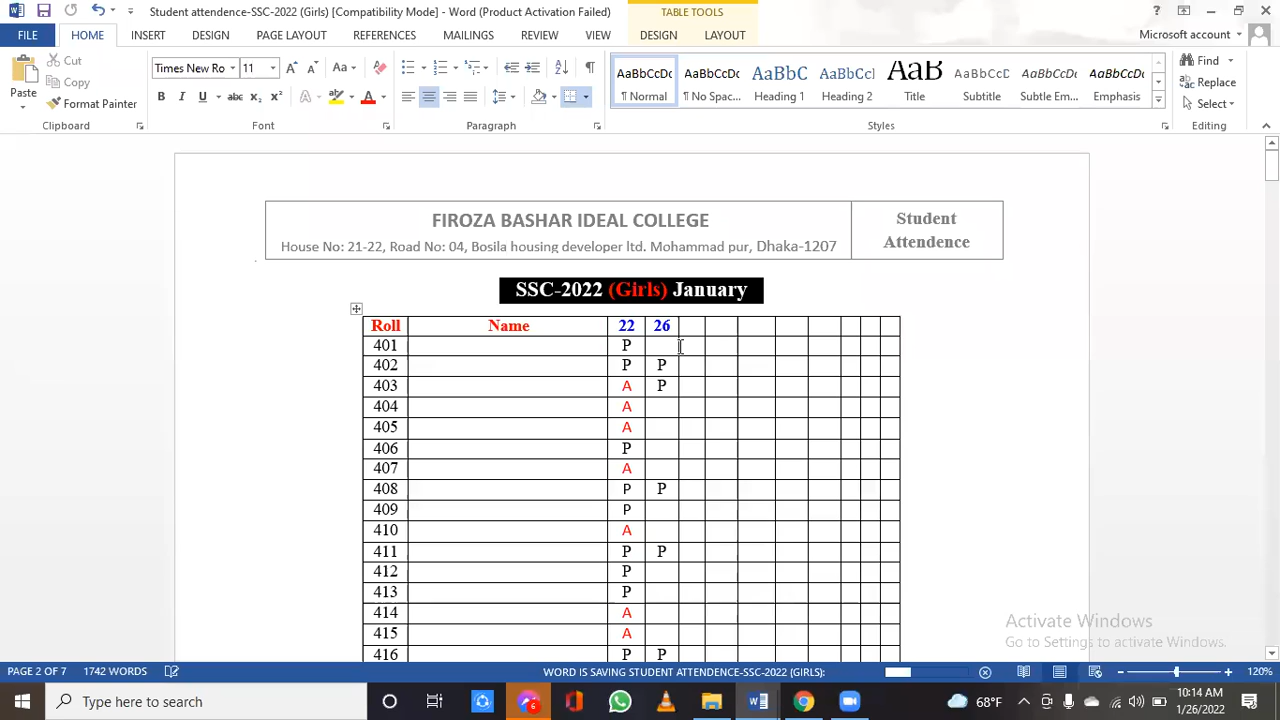 Student attendence-SSC-2022 (Girls) [Compatibility Mode] - Word (Product Activation Failed)
TABLE TOOLS
FILE HOME INSERT DESIGN PAGE LAYOUT REFERENCES MAILINGS REVIEW VIEW DESIGN LAYOUT
Microsoft account
Paste
Cut
Copy
Format Painter
Clipboard
Times New Ro 11
Font
Paragraph
AaBbCcDc AaBbCcDc AaBbC AaBbCc AaB AaBbCcD AaBbCcDc AaBbCcDc
¶ Normal ¶ No Spac... Heading 1 Heading 2 Title Subtitle Subtle Em... Emphasis
Styles
Find
Replace
Select
Editing
FIROZA BASHAR IDEAL COLLEGE
House No: 21-22, Road No: 04, Bosila housing developer ltd. Mohammad pur, Dhaka-1207
Student
Attendence
SSC-2022 (Girls) January
Roll Name 22 26
401 P
402 P P
403 A P
404 A
405 A
406 P
407 A
408 P P
409 P
410 A
411 P P
412 P
413 P
414 A
415 A
416 P P
Activate Windows
Go to Settings to activate Windows.
PAGE 2 OF 7 1742 WORDS WORD IS SAVING STUDENT ATTENDENCE-SSC-2022 (GIRLS): 120%
Type here to search
6
68°F
10:14 AM
1/26/2022